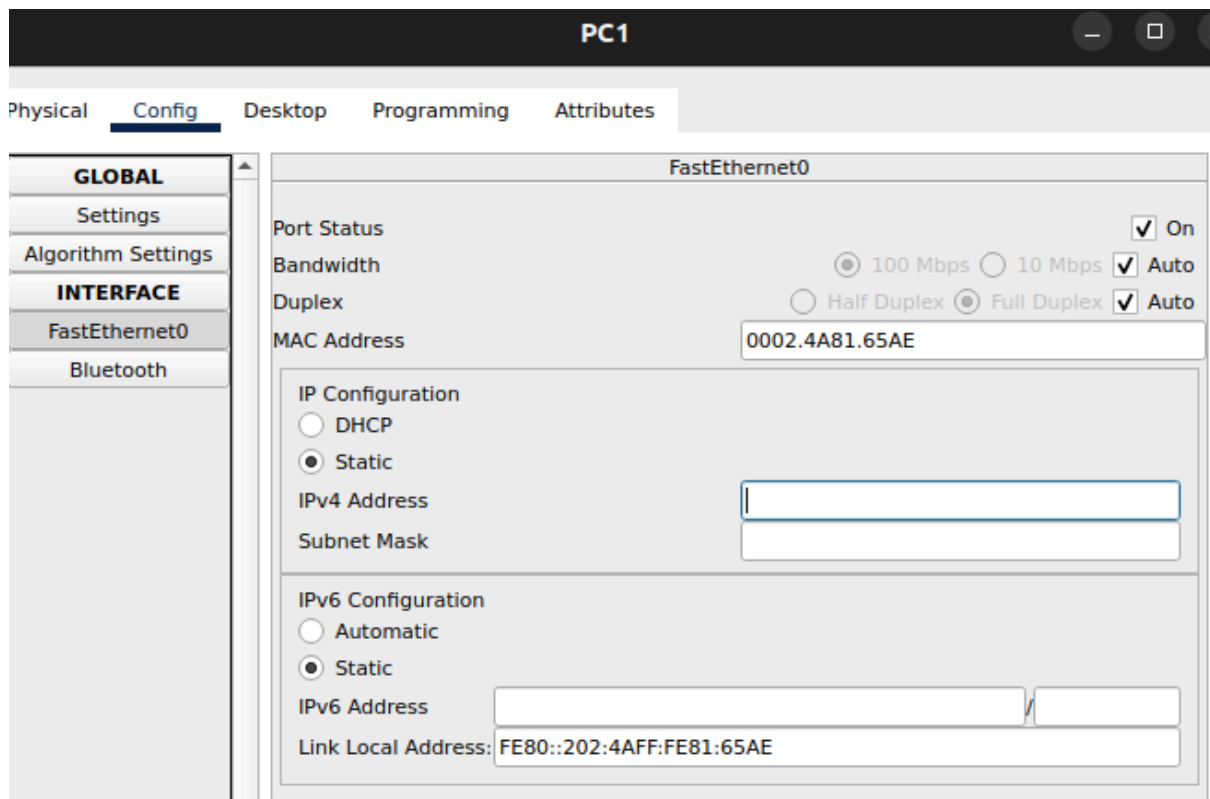 PC1
Physical Config Desktop Programming Attributes
GLOBAL
Settings
Algorithm Settings
INTERFACE
FastEthernet0
Bluetooth
FastEthernet0
Port Status On
Bandwidth 100 Mbps 10 Mbps Auto
Duplex Half Duplex Full Duplex Auto
MAC Address 0002.4A81.65AE
IP Configuration
DHCP
Static
IPv4 Address
Subnet Mask
IPv6 Configuration
Automatic
Static
IPv6 Address /
Link Local Address: FE80::202:4AFF:FE81:65AE